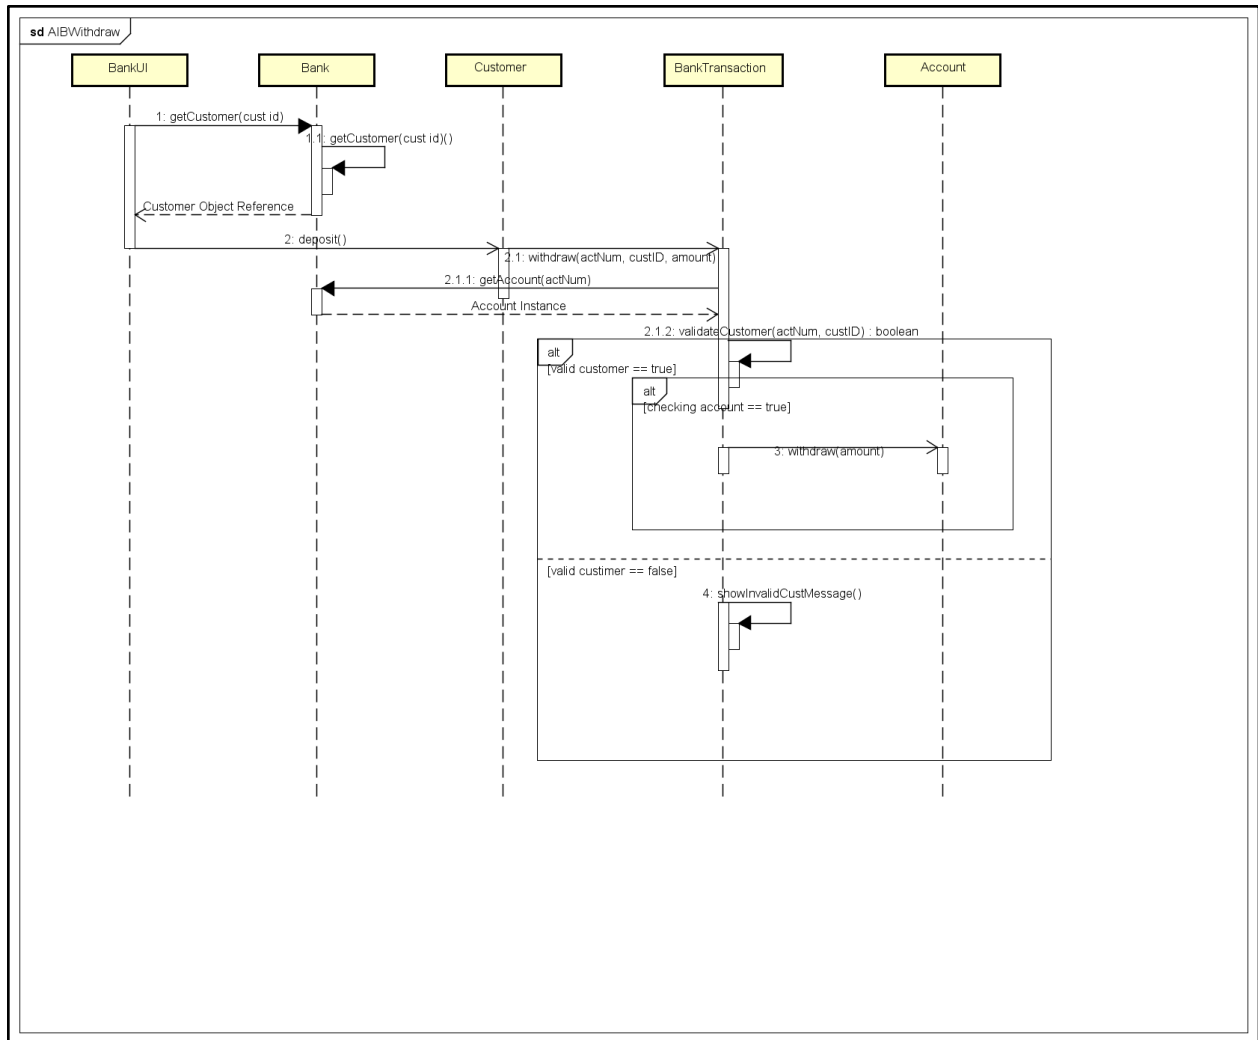 sd AIBWithdraw
BankUI
Bank
Customer
BankTransaction
Account
1: getCustomer(cust id)
1.1: getCustomer(cust id)()
Customer Object Reference
2: deposit()
2.1: withdraw(actNum, custID, amount)
2.1.1: getAccount(actNum)
Account Instance
2.1.2: validateCustomer(actNum, custID) : boolean
alt
[valid customer == true]
alt
[checking account == true]
3: withdraw(amount)
[valid custimer == false]
4: showInvalidCustMessage()